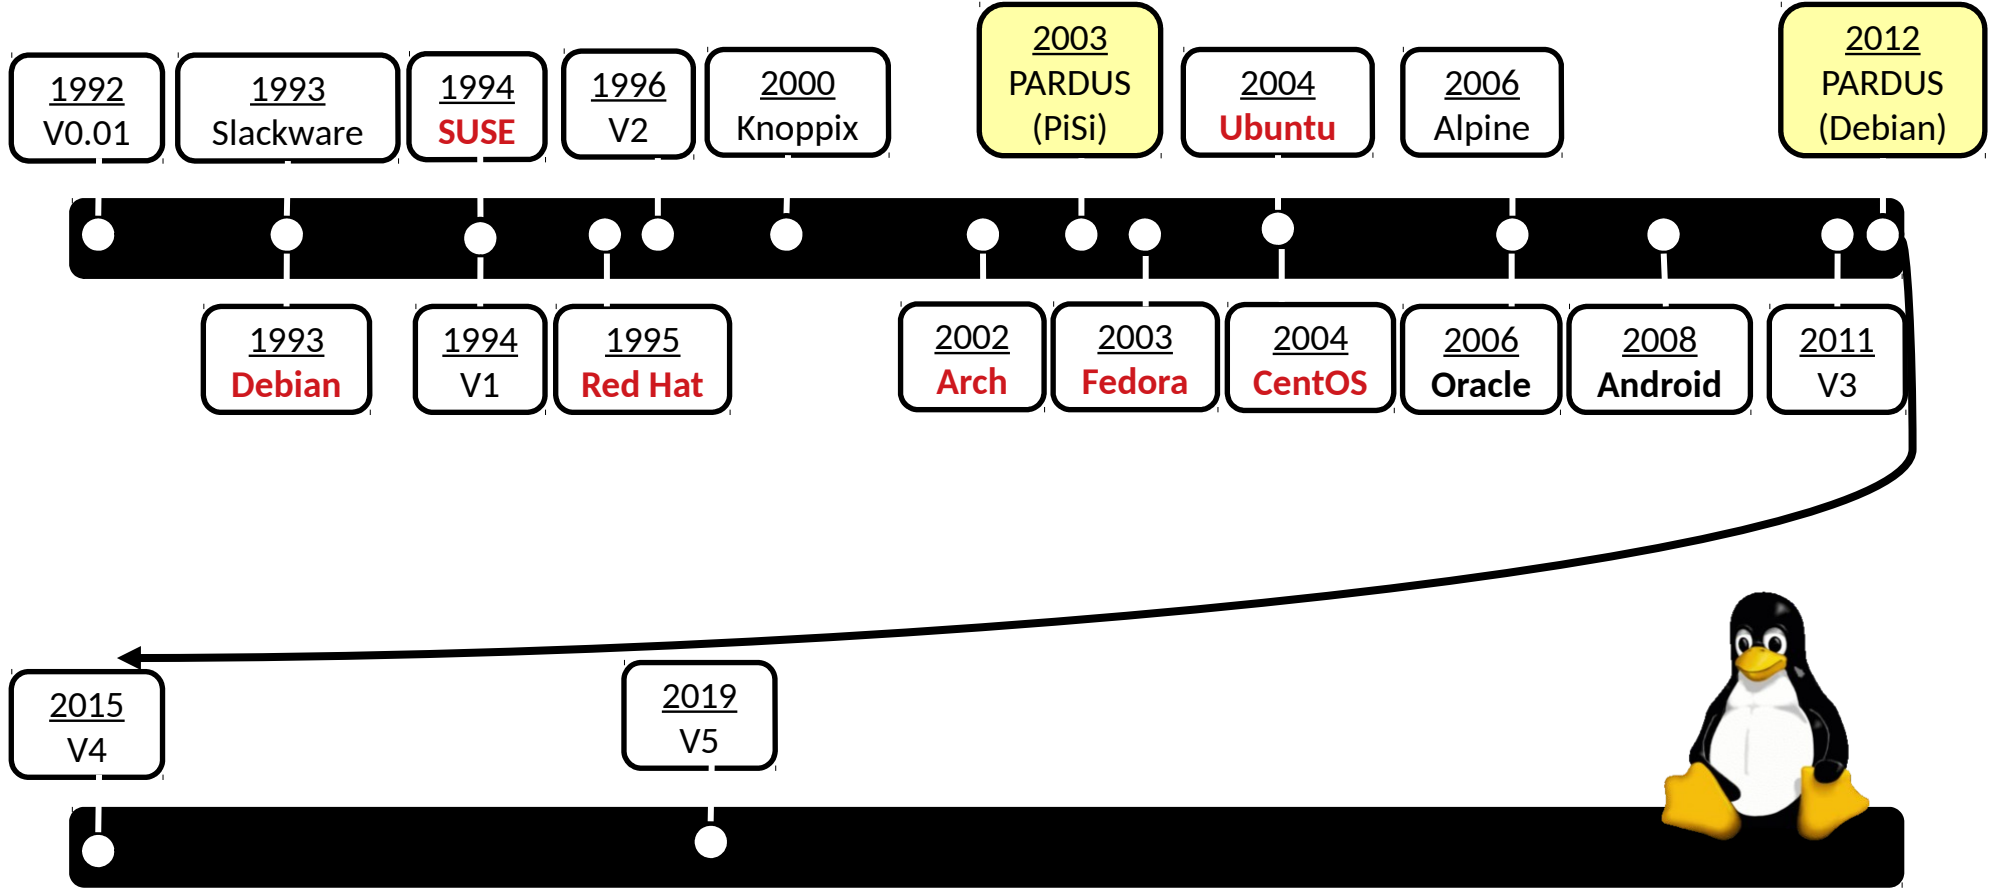 1992
V0.01
1993
Slackware
1994
SUSE
1996
V2
2000
Knoppix
2003
PARDUS
(PiSi)
2004
Ubuntu
2006
Alpine
2012
PARDUS
(Debian)
1993
Debian
1994
V1
1995
Red Hat
2002
Arch
2003
Fedora
2004
CentOS
2006
Oracle
2008
Android
2011
V3
2015
V4
2019
V5